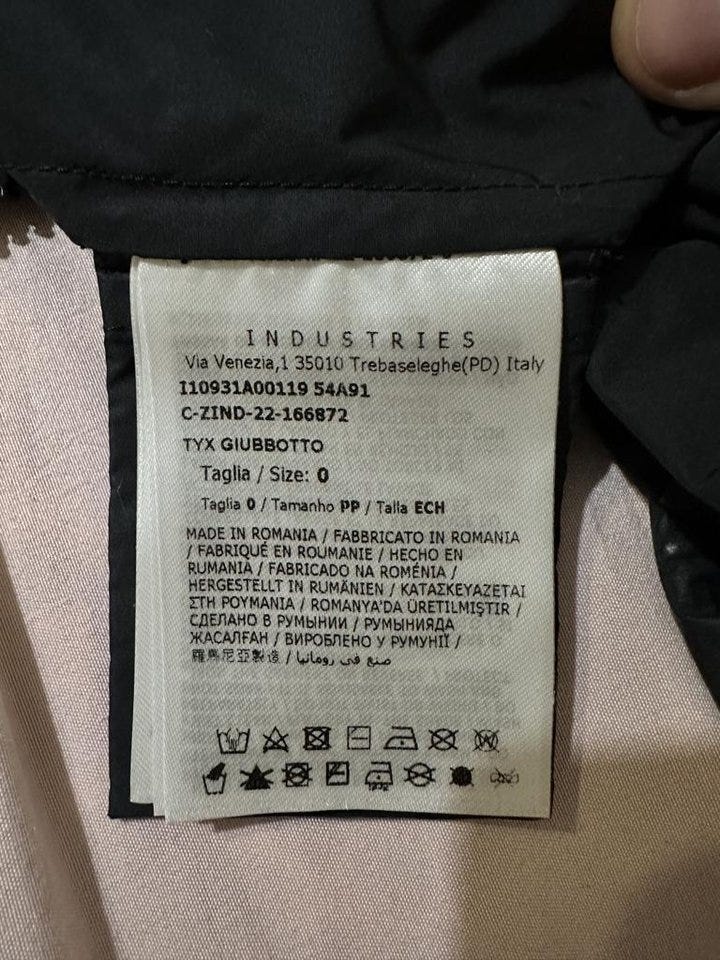 INDUSTRIES
Via Venezia,1 35010 Trebaseleghe(PD) Italy
I10931A00119 54A91
C-ZIND-22-166872
TYX GIUBBOTTO
Taglia / Size: 0
Taglia 0 / Tamanho PP / Talla ECH
MADE IN ROMANIA / FABBRICATO IN ROMANIA
/ FABRIQUÉ EN ROUMANIE / HECHO EN
RUMANIA / FABRICADO NA ROMÉNIA /
HERGESTELLT IN RUMÄNIEN / ΚΑΤΑΣΚΕΥΑΖΕΤΑΙ
ΣΤΗ ΡΟΥΜΑΝΙΑ / ROMANYA'DA ÜRETILMIŞTIR /
СДЕЛАНО В РУМЫНИИ / РУМЫНИЯДА
ЖАСАЛҒАН / ВИРОБЛЕНО У РУМУНІЇ /
羅馬尼亞製造 / صنع في رومانيا